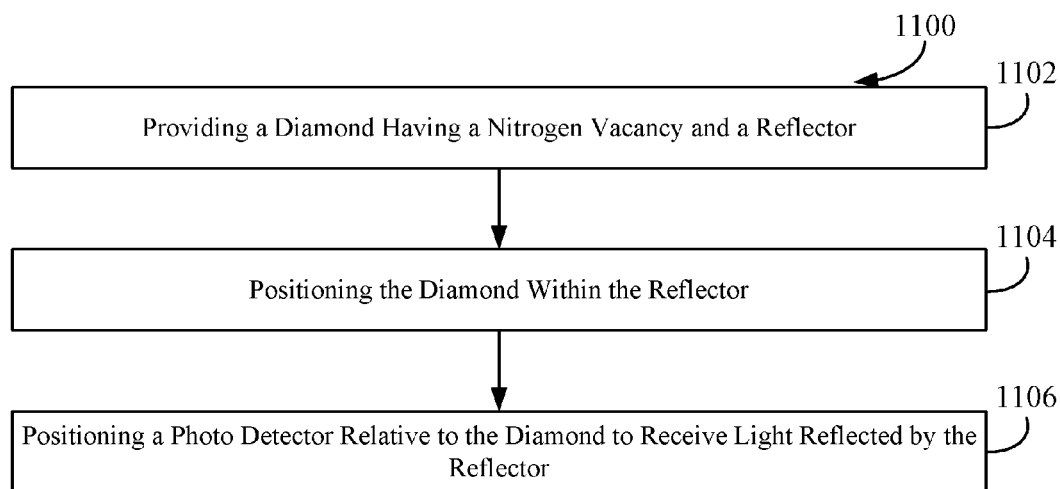 1100
1102
Providing a Diamond Having a Nitrogen Vacancy and a Reflector
1104
Positioning the Diamond Within the Reflector
1106
Positioning a Photo Detector Relative to the Diamond to Receive Light Reflected by the
Reflector